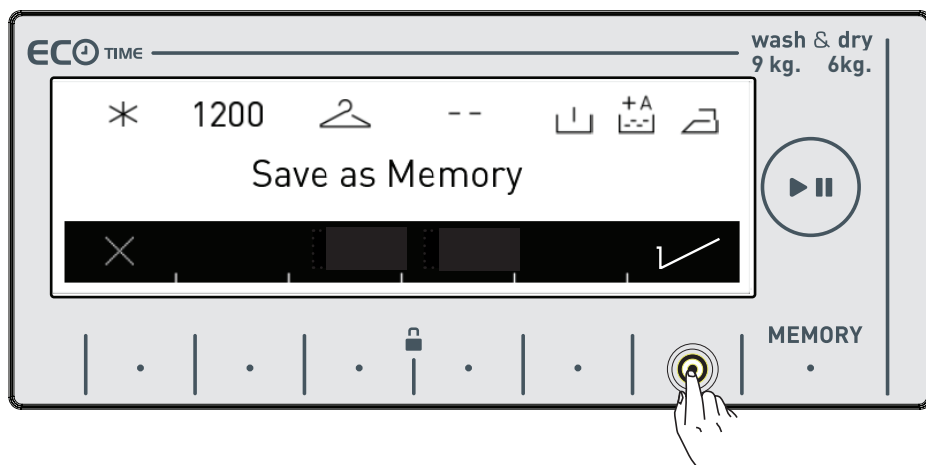 ECO TIME
wash & dry
9 kg. 6kg.
1200 -- +A
Save as Memory
MEMORY